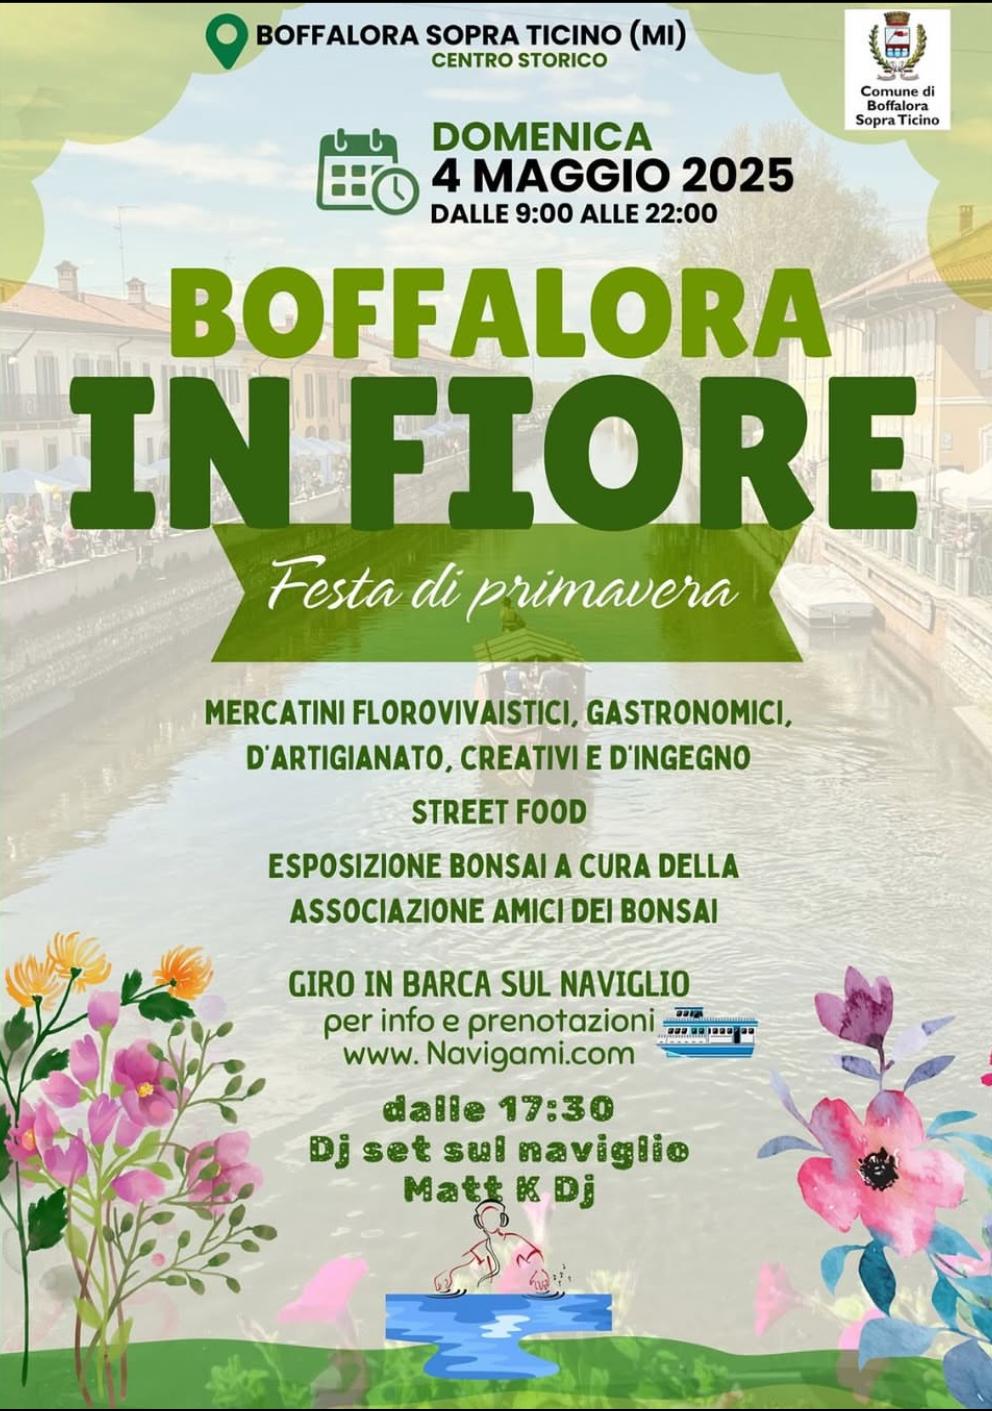 BOFFALORA SOPRA TICINO (MI)
CENTRO STORICO
Comune di
Boffalora
Sopra Ticino
DOMENICA
4 MAGGIO 2025
DALLE 9:00 ALLE 22:00
BOFFALORA
IN FIORE
Festa di primavera
MERCATINI FLOROVIVAISTICI, GASTRONOMICI,
D'ARTIGIANATO, CREATIVI E D'INGEGNO
STREET FOOD
ESPOSIZIONE BONSAI A CURA DELLA
ASSOCIAZIONE AMICI DEI BONSAI
GIRO IN BARCA SUL NAVIGLIO
per info e prenotazioni
www. Navigami.com
dalle 17:30
Dj set sul naviglio
Matt K Dj